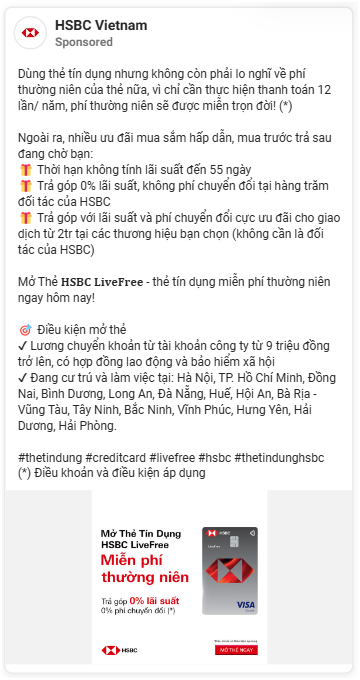 HSBC Vietnam
Sponsored
Dùng thẻ tín dụng nhưng không còn phải lo nghĩ về phí
thường niên của thẻ nữa, vì chỉ cần thực hiện thanh toán 12
lần/ năm, phí thường niên sẽ được miễn trọn đời! (*)
Ngoài ra, nhiều ưu đãi mua sắm hấp dẫn, mua trước trả sau
đang chờ bạn:
🎁 Thời hạn không tính lãi suất đến 55 ngày
🎁 Trả góp 0% lãi suất, không phí chuyển đổi tại hàng trăm
đối tác của HSBC
🎁 Trả góp với lãi suất và phí chuyển đổi cực ưu đãi cho giao
dịch từ 2tr tại các thương hiệu bạn chọn (không cần là đối
tác của HSBC)
Mở Thẻ 𝐇𝐒𝐁𝐂 𝐋𝐢𝐯𝐞𝐅𝐫𝐞𝐞 - thẻ tín dụng miễn phí thường niên
ngay hôm nay!
🎯 Điều kiện mở thẻ
✔ Lương chuyển khoản từ tài khoản công ty từ 9 triệu đồng
trở lên, có hợp đồng lao động và bảo hiểm xã hội
✔ Đang cư trú và làm việc tại: Hà Nội, TP. Hồ Chí Minh, Đồng
Nai, Bình Dương, Long An, Đà Nẵng, Huế, Hội An, Bà Rịa -
Vũng Tàu, Tây Ninh, Bắc Ninh, Vĩnh Phúc, Hưng Yên, Hải
Dương, Hải Phòng.
#thetindung #creditcard #livefree #hsbc #thetindunghsbc
(*) Điều khoản và điều kiện áp dụng
Mở Thẻ Tín Dụng
HSBC LiveFree
Miễn phí
thường niên
Trả góp 0% lãi suất
0% phí chuyển đổi (*)
HSBC
LiveFree
VISA
HSBC
MỞ THẺ NGAY